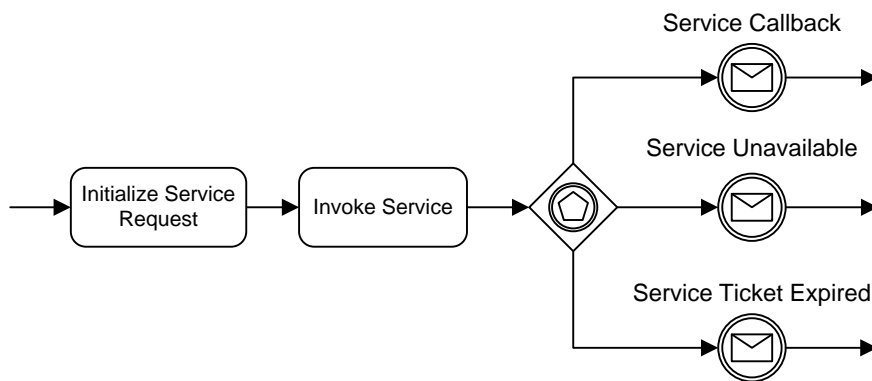 Service Callback
Service Unavailable
Initialize Service
Request
Invoke Service
Service Ticket Expired